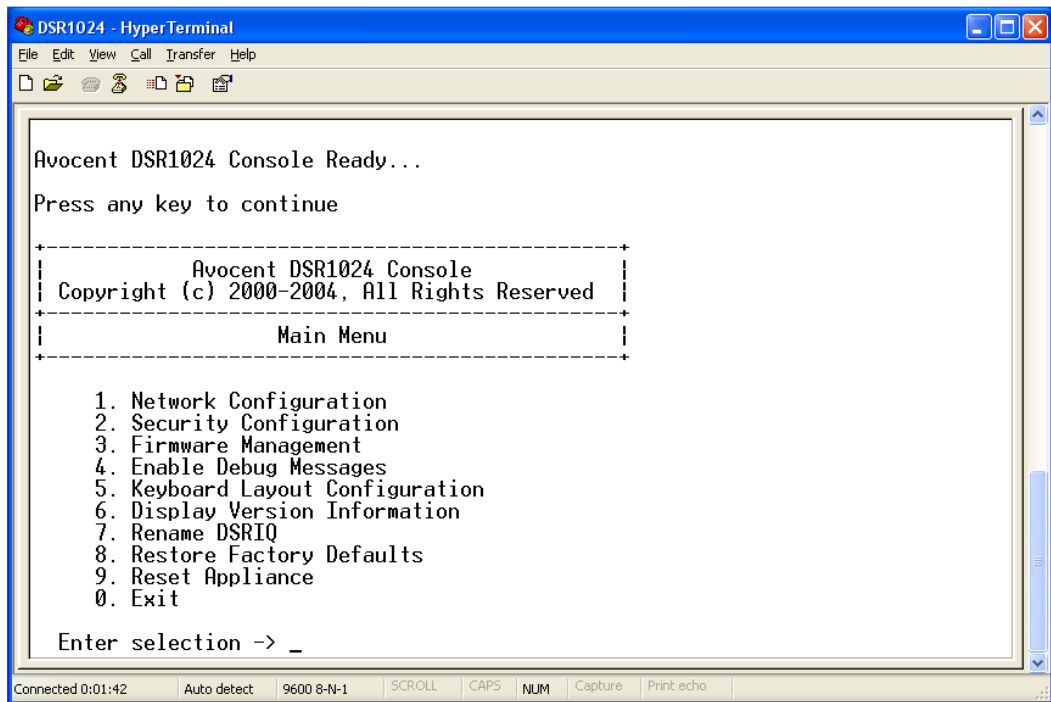 DSR1024 - HyperTerminal
File Edit View Call Transfer Help
Avocent DSR1024 Console Ready...
Press any key to continue
+-----------------------------------------------+
| Avocent DSR1024 Console |
| Copyright (c) 2000-2004, All Rights Reserved |
+-----------------------------------------------+
| Main Menu |
+-----------------------------------------------+
1. Network Configuration
2. Security Configuration
3. Firmware Management
4. Enable Debug Messages
5. Keyboard Layout Configuration
6. Display Version Information
7. Rename DSRIQ
8. Restore Factory Defaults
9. Reset Appliance
0. Exit
Enter selection -> _
Connected 0:01:42 Auto detect 9600 8-N-1 SCROLL CAPS NUM Capture Print echo